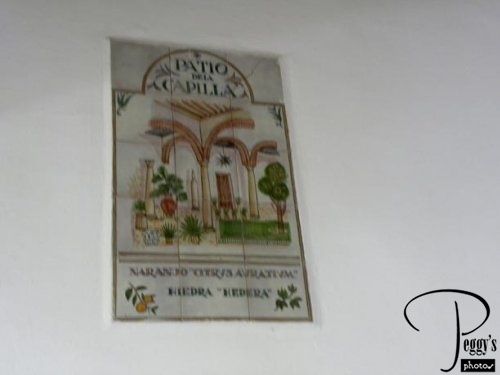 PATIO
DE LA
CAPILLA
NARANJO "CITRUS AURATIUM"
HIEDRA "HEDERA"
Peggy's
photos